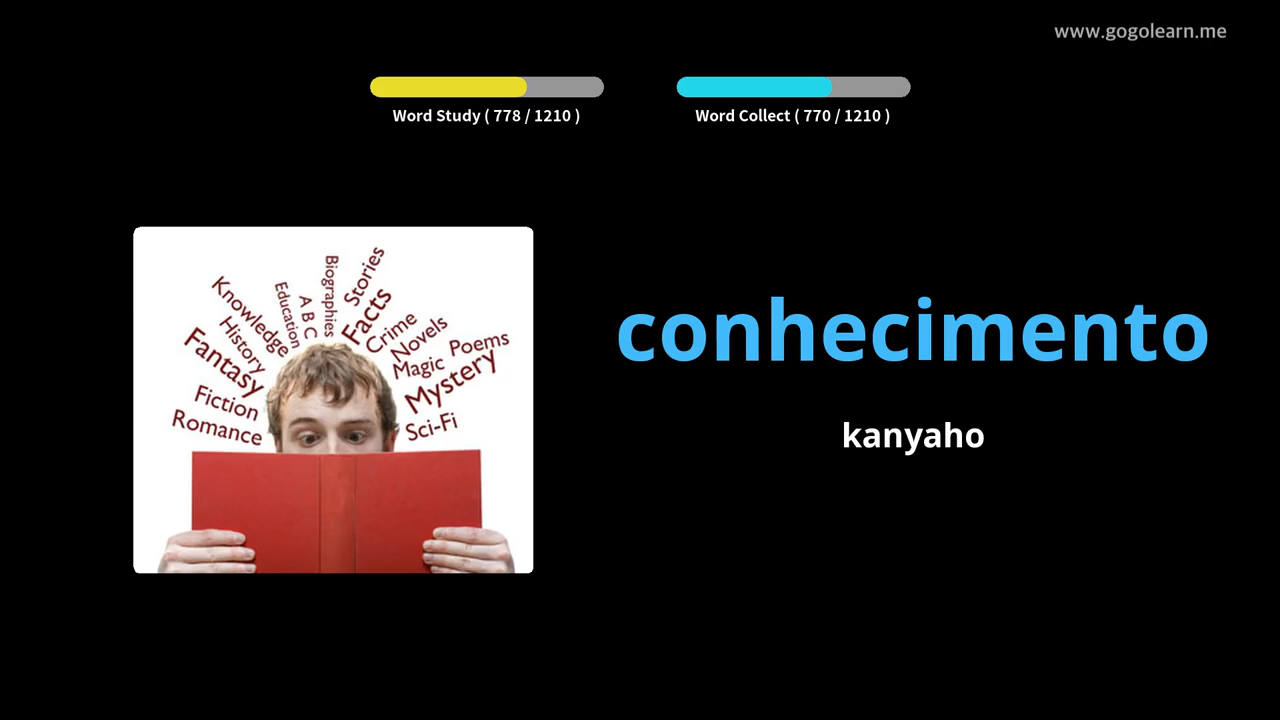 www.gogolearn.me
Word Study ( 778 / 1210 )
Word Collect ( 770 / 1210 )
Knowledge
Education
A B C
Biographies
Stories
Facts
Crime
Novels
Poems
History
Fantasy
Magic
Mystery
Fiction
Romance
Sci-Fi
conhecimento
kanyaho